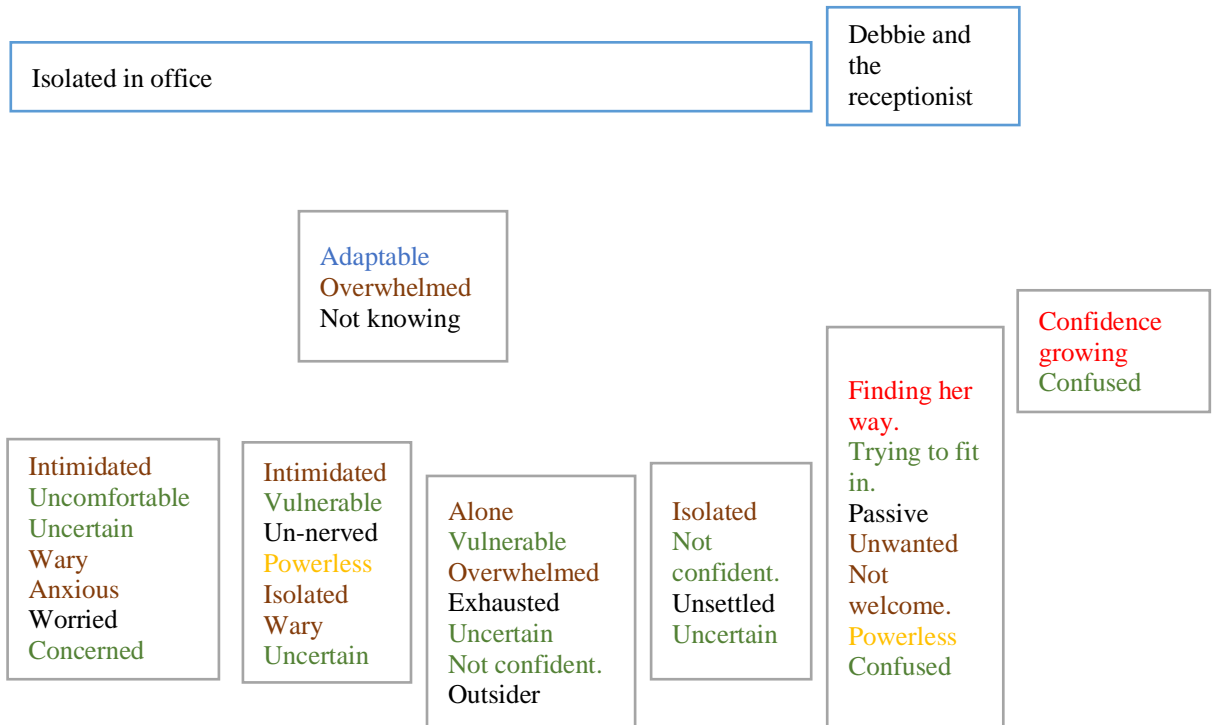 Isolated in office
Debbie and
the
receptionist
Adaptable
Overwhelmed
Not knowing
Confidence
growing
Confused
Intimidated
Uncomfortable
Uncertain
Wary
Anxious
Worried
Concerned
Intimidated
Vulnerable
Un-nerved
Powerless
Isolated
Wary
Uncertain
Alone
Vulnerable
Overwhelmed
Exhausted
Uncertain
Not confident.
Outsider
Isolated
Not
confident.
Unsettled
Uncertain
Finding her
way.
Trying to fit
in.
Passive
Unwanted
Not
welcome.
Powerless
Confused